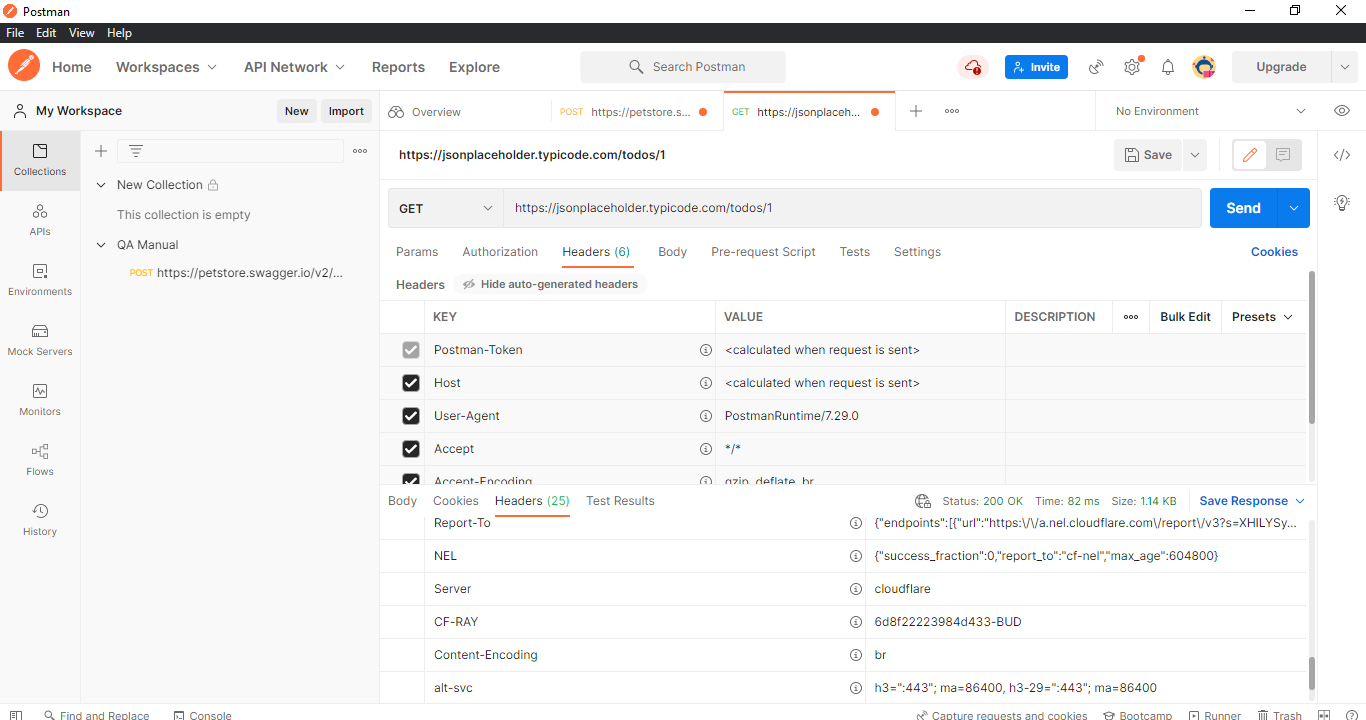 Postman
File Edit View Help
Home Workspaces API Network Reports Explore Search Postman Invite Upgrade
My Workspace New Import Overview POST https://petstore.s... GET https://jsonplaceh... No Environment
Collections
APIs
Environments
Mock Servers
Monitors
Flows
History
New Collection
This collection is empty
QA Manual
POST https://petstore.swagger.io/v2/...
https://jsonplaceholder.typicode.com/todos/1 Save
GET https://jsonplaceholder.typicode.com/todos/1 Send
Params Authorization Headers (6) Body Pre-request Script Tests Settings Cookies
Headers Hide auto-generated headers
KEY VALUE DESCRIPTION Bulk Edit Presets
Postman-Token <calculated when request is sent>
Host <calculated when request is sent>
User-Agent PostmanRuntime/7.29.0
Accept */*
Accept-Encoding gzip, deflate, br
Body Cookies Headers (25) Test Results Status: 200 OK Time: 82 ms Size: 1.14 KB Save Response
Report-To {"endpoints":[{"url":"https:\/\/a.nel.cloudflare.com\/report\/v3?s=XHILYSy...
NEL {"success_fraction":0,"report_to":"cf-nel","max_age":604800}
Server cloudflare
CF-RAY 6d8f22223984d433-BUD
Content-Encoding br
alt-svc h3=":443"; ma=86400, h3-29=":443"; ma=86400
Find and Replace Console Capture requests and cookies Bootcamp Runner Trash